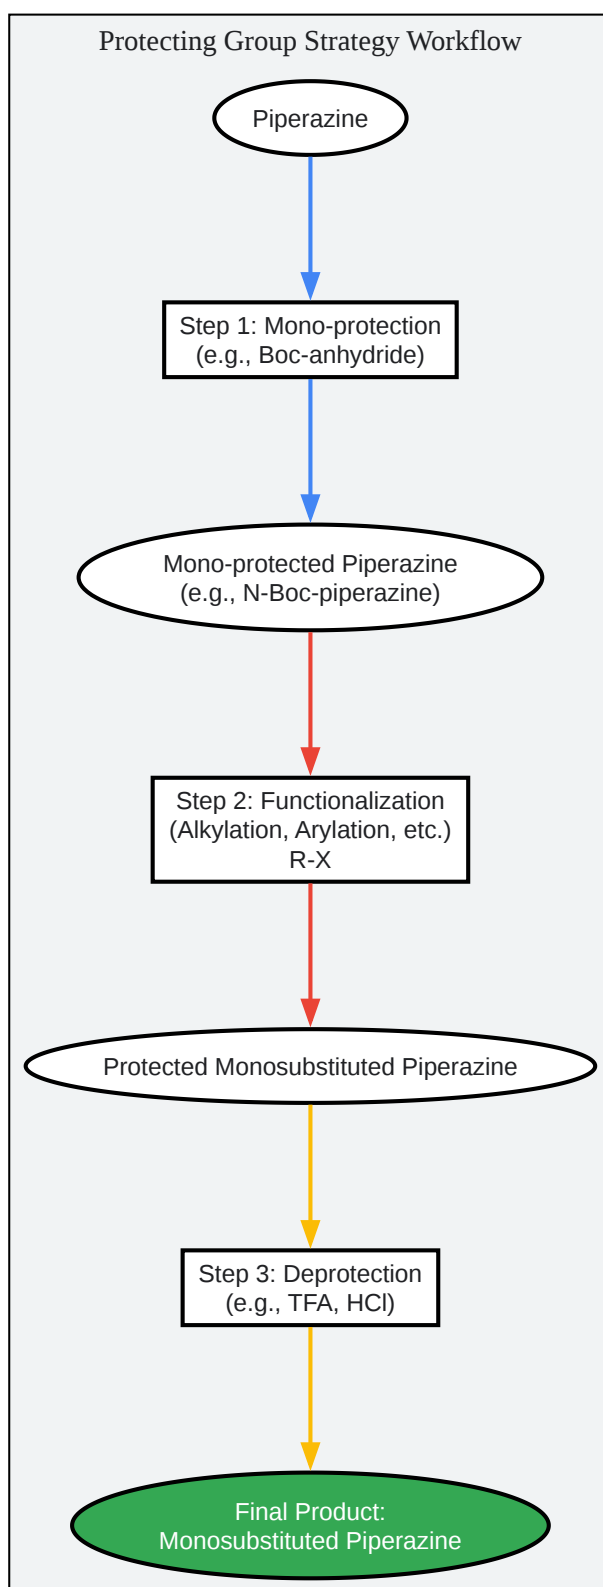 Protecting Group Strategy Workflow
Piperazine
Step 1: Mono-protection
(e.g., Boc-anhydride)
Mono-protected Piperazine
(e.g., N-Boc-piperazine)
Step 2: Functionalization
(Alkylation, Arylation, etc.)
R-X
Protected Monosubstituted Piperazine
Step 3: Deprotection
(e.g., TFA, HCl)
Final Product:
Monosubstituted Piperazine